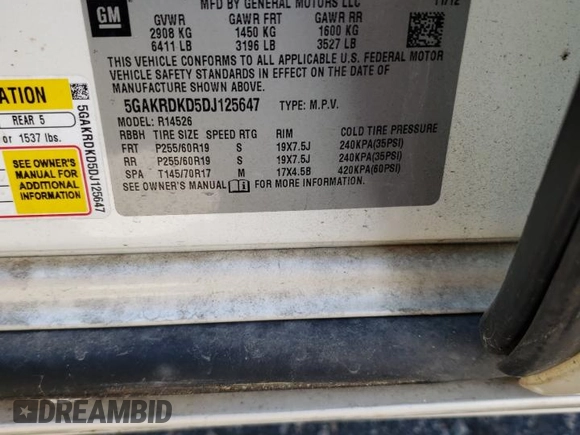 GM
MFD BY GENERAL MOTORS LLC
11/12
GVWR GAWR FRT GAWR RR
2908 KG 1450 KG 1600 KG
6411 LB 3196 LB 3527 LB
THIS VEHICLE CONFORMS TO ALL APPLICABLE U.S. FEDERAL MOTOR
VEHICLE SAFETY STANDARDS IN EFFECT ON THE DATE OF
MANUFACTURE SHOWN ABOVE.
5GAKRDKD5DJ125647 TYPE: M.P.V.
MODEL: R14526
RBBH TIRE SIZE SPEED RTG RIM COLD TIRE PRESSURE
FRT P255/60R19 S 19X7.5J 240KPA(35PSI)
RR P255/60R19 S 19X7.5J 240KPA(35PSI)
SPA T145/70R17 M 17X4.5B 420KPA(60PSI)
SEE OWNER'S MANUAL FOR MORE INFORMATION
ATION
REAR 5
or 1537 lbs.
SEE OWNER'S
MANUAL FOR
ADDITIONAL
INFORMATION
5GAKRDKD5DJ125647
DREAMBID